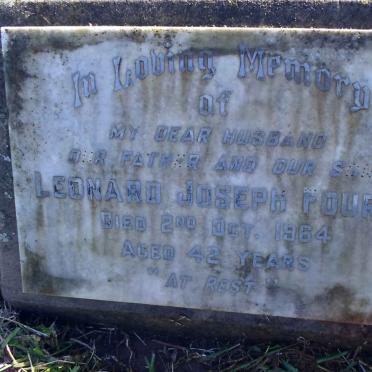 In Loving Memory
of
MY DEAR HUSBAND
OUR FATHER AND OUR
LEONARD JOSEPH
DIED 2ND OCT. 1964
AGED 42 YEARS
"AT REST"